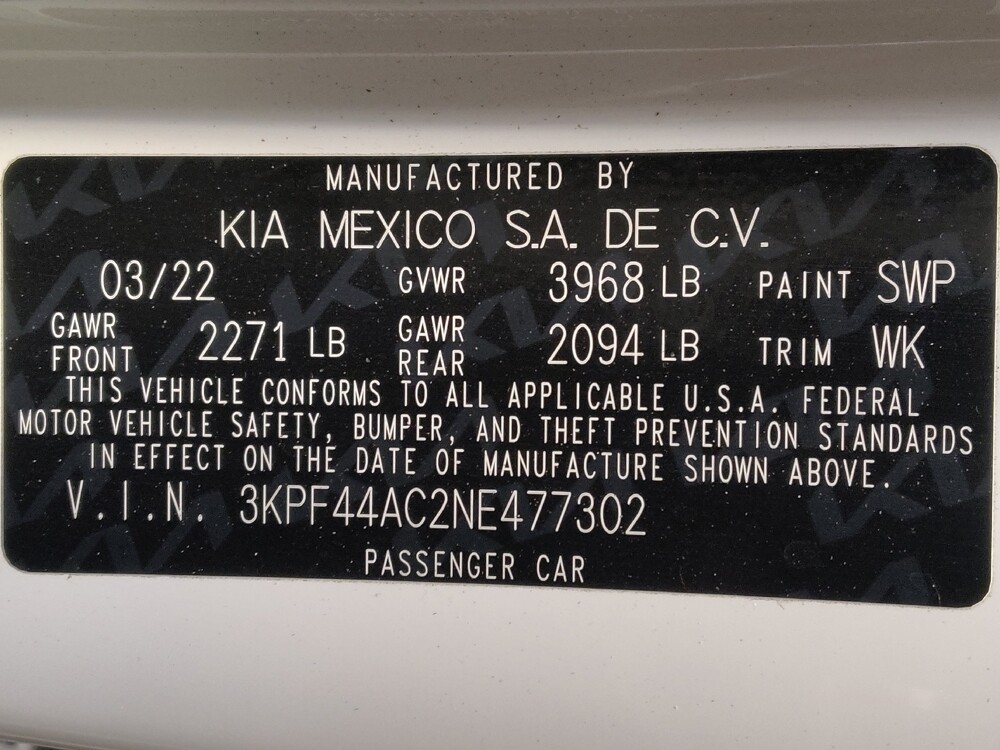 MANUFACTURED BY
KIA MEXICO S.A. DE C.V.
03/22 GVWR 3968 LB PAINT SWP
GAWR FRONT 2271 LB GAWR REAR 2094 LB TRIM WK
THIS VEHICLE CONFORMS TO ALL APPLICABLE U.S.A. FEDERAL
MOTOR VEHICLE SAFETY, BUMPER, AND THEFT PREVENTION STANDARDS
IN EFFECT ON THE DATE OF MANUFACTURE SHOWN ABOVE.
V.I.N. 3KPF44AC2NE477302
PASSENGER CAR